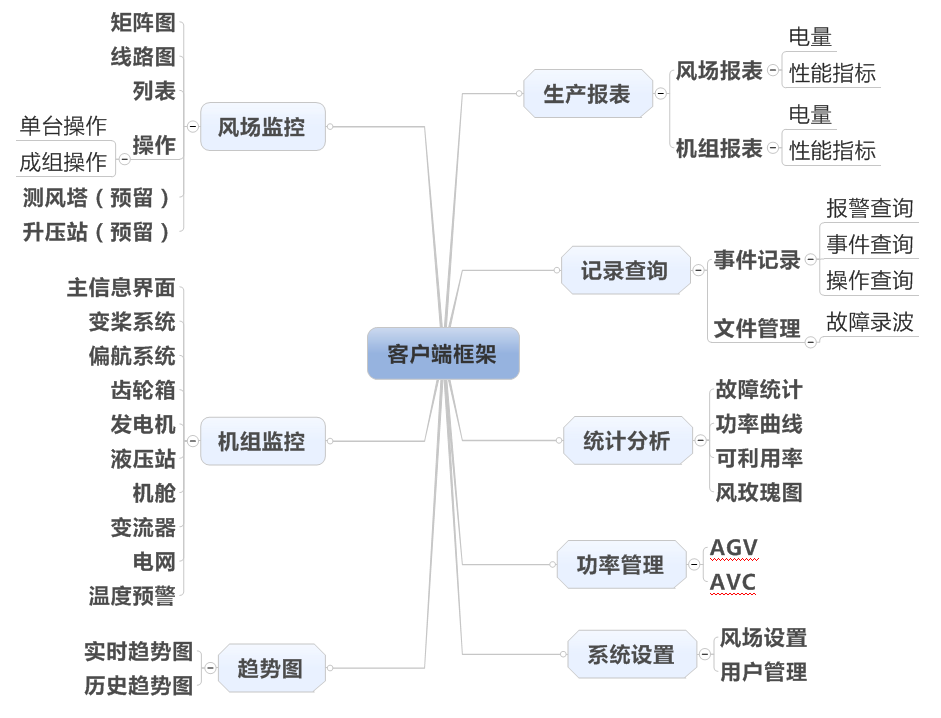 客户端框架
风场监控
矩阵图
线路图
列表
操作
单台操作
成组操作
测风塔（预留）
升压站（预留）
机组监控
主信息界面
变桨系统
偏航系统
齿轮箱
发电机
液压站
机舱
变流器
电网
温度预警
趋势图
实时趋势图
历史趋势图
生产报表
风场报表
电量
性能指标
机组报表
电量
性能指标
记录查询
事件记录
报警查询
事件查询
操作查询
文件管理
故障录波
统计分析
故障统计
功率曲线
可利用率
风玫瑰图
功率管理
AGV
AVC
系统设置
风场设置
用户管理